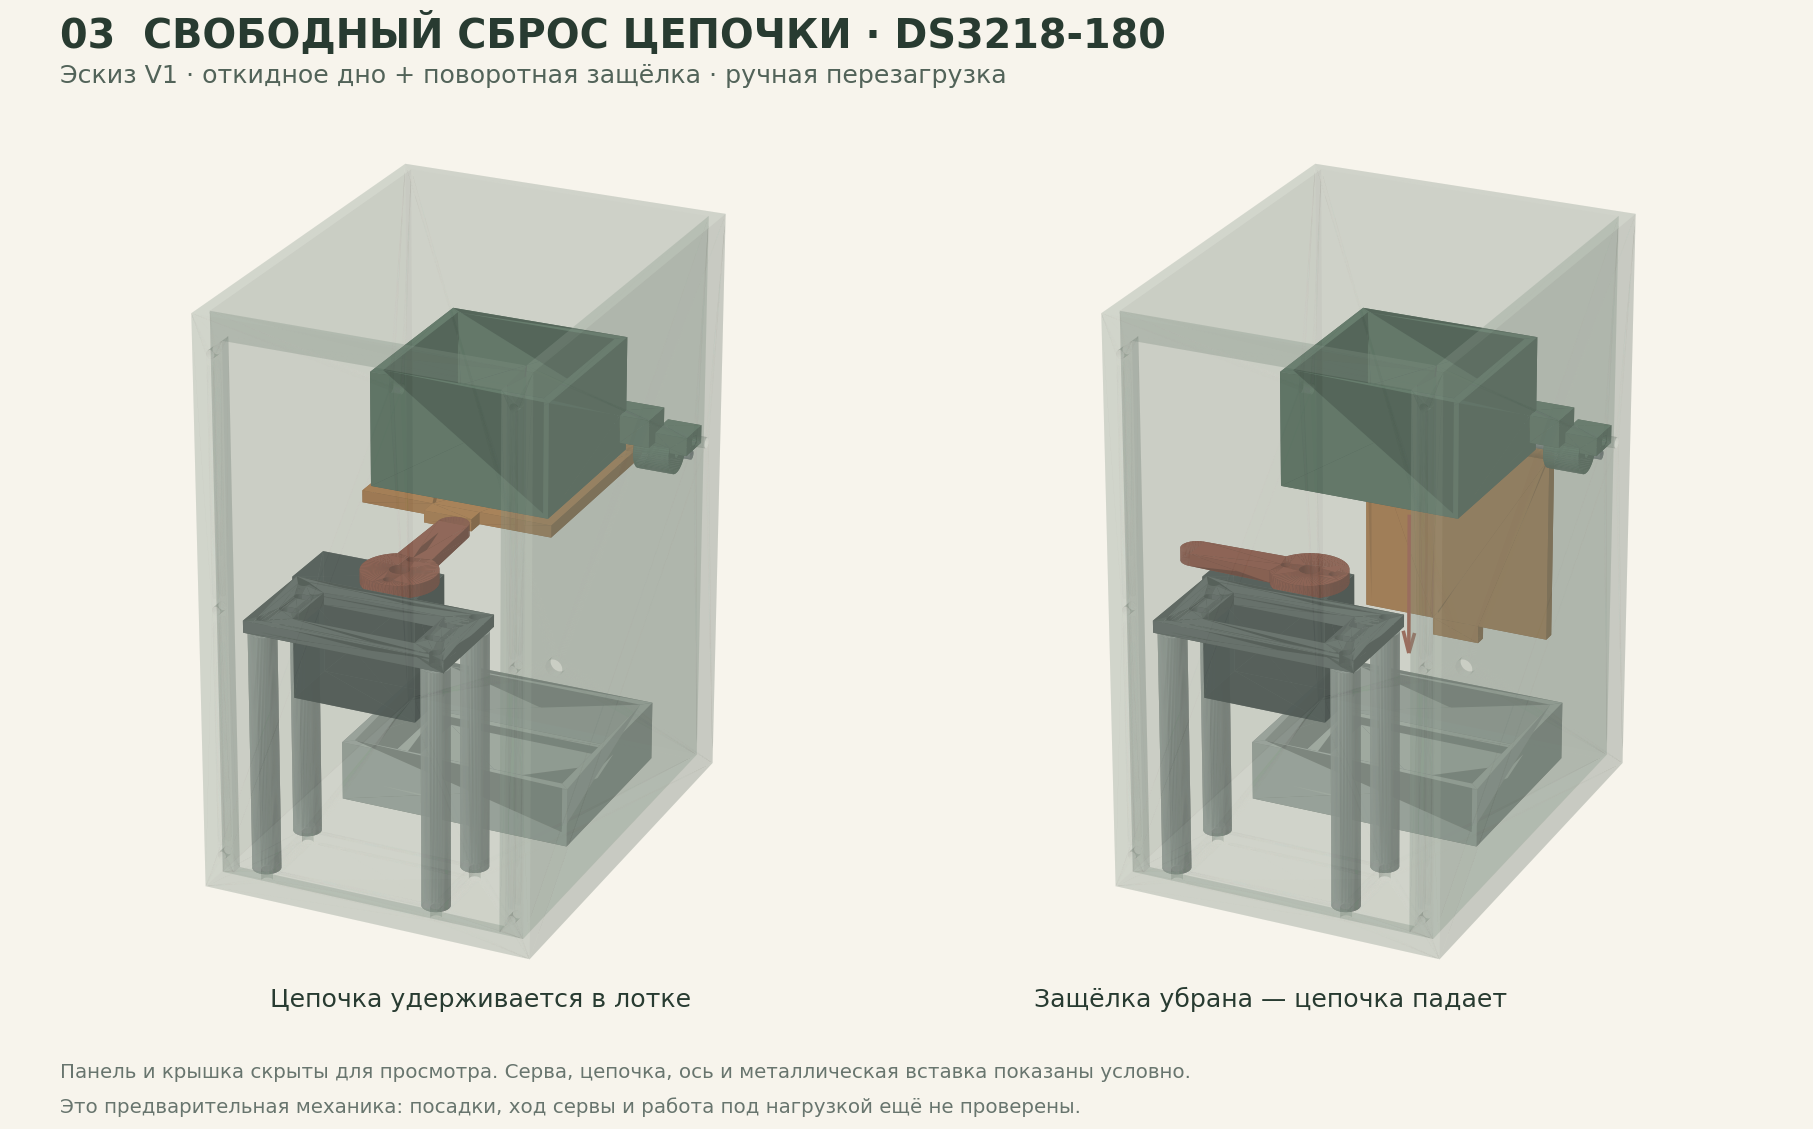 03 СВОБОДНЫЙ СБРОС ЦЕПОЧКИ · DS3218-180
Эскиз V1 · откидное дно + поворотная защёлка · ручная перезагрузка
Цепочка удерживается в лотке
Защёлка убрана — цепочка падает
Панель и крышка скрыты для просмотра. Серва, цепочка, ось и металлическая вставка показаны условно.
Это предварительная механика: посадки, ход сервы и работа под нагрузкой ещё не проверены.